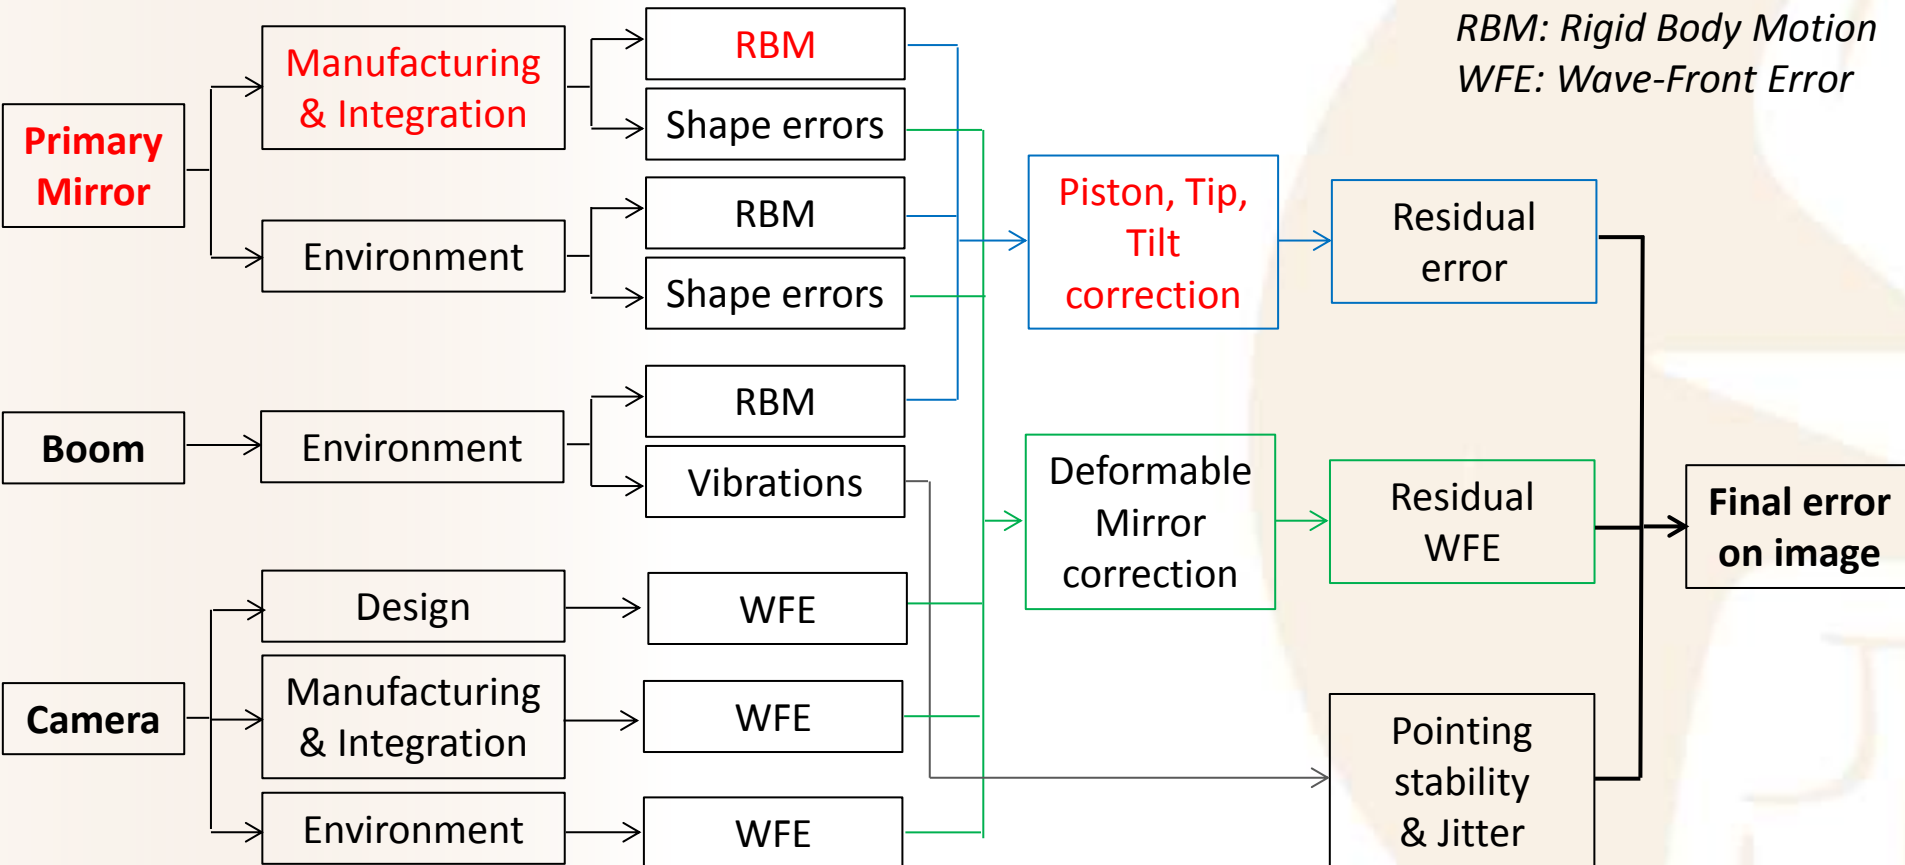 RBM: Rigid Body Motion
WFE: Wave-Front Error
Primary
Mirror
Manufacturing
& Integration
RBM
Shape errors
Environment
RBM
Shape errors
Boom
Environment
RBM
Vibrations
Camera
Design
WFE
Manufacturing
& Integration
WFE
Environment
WFE
Piston, Tip,
Tilt
correction
Residual
error
Deformable
Mirror
correction
Residual
WFE
Pointing
stability
& Jitter
Final error
on image